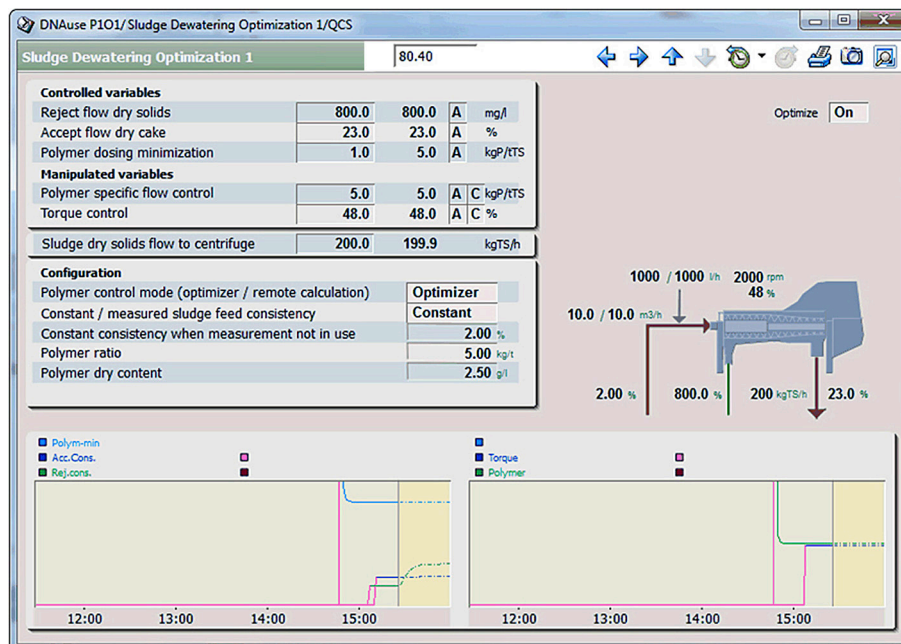 DNAuse P1O1/ Sludge Dewatering Optimization 1/QCS
Sludge Dewatering Optimization 1 80.40
Controlled variables
Reject flow dry solids 800.0 800.0 A mg/l
Accept flow dry cake 23.0 23.0 A %
Polymer dosing minimization 1.0 5.0 A kgP/tTS
Manipulated variables
Polymer specific flow control 5.0 5.0 A C kgP/tTS
Torque control 48.0 48.0 A C %
Sludge dry solids flow to centrifuge 200.0 199.9 kgTS/h
Configuration
Polymer control mode (optimizer / remote calculation) Optimizer
Constant / measured sludge feed consistency Constant
Constant consistency when measurement not in use 2.00 %
Polymer ratio 5.00 kg/t
Polymer dry content 2.50 g/l
Optimize On
1000 / 1000 l/h 2000 rpm
48 %
10.0 / 10.0 m3/h
2.00 % 800.0 % 200 kgTS/h 23.0 %
Polym-min
Acc.Cons.
Rej.cons.
12:00 13:00 14:00 15:00
Torque
Polymer
12:00 13:00 14:00 15:00